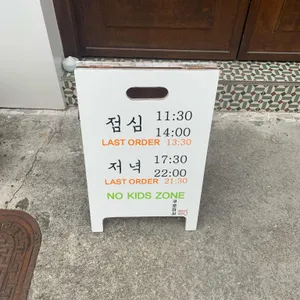 점심 11:30
14:00
LAST ORDER 13:30
저녁 17:30
22:00
LAST ORDER 21:30
NO KIDS ZONE